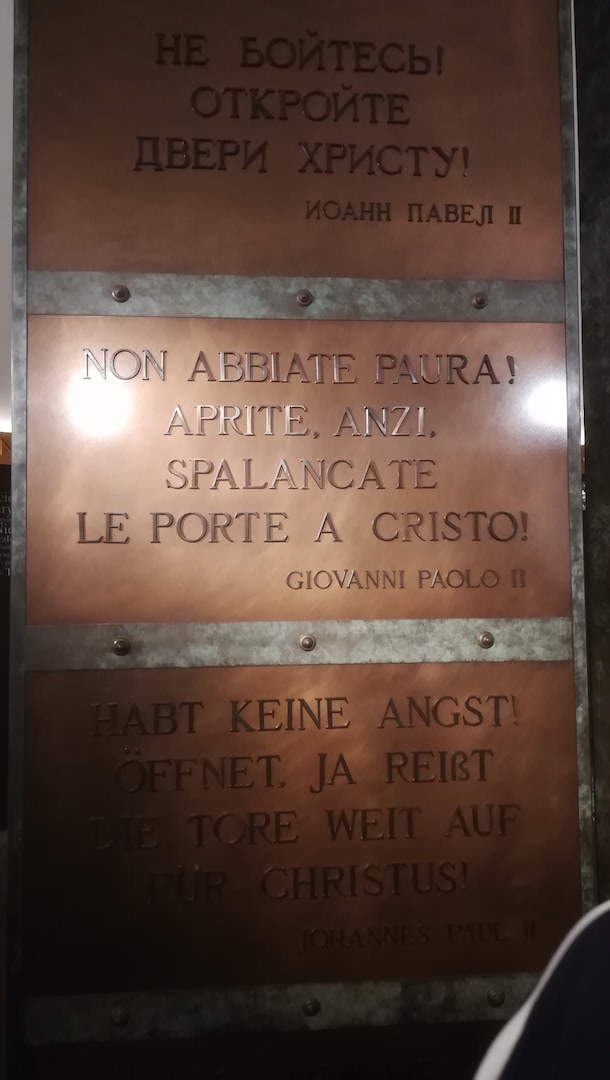 НЕ БОЙТЕСЬ!
ОТКРОЙТЕ
ДВЕРИ ХРИСТУ!
ИОАНН ПАВЕЛ II
NON ABBIATE PAURA!
APRITE, ANZI,
SPALANCATE
LE PORTE A CRISTO!
GIOVANNI PAOLO II
HABT KEINE ANGST!
ÖFFNET, JA REIßT
DIE TORE WEIT AUF
FÜR CHRISTUS!
JOHANNES PAUL II